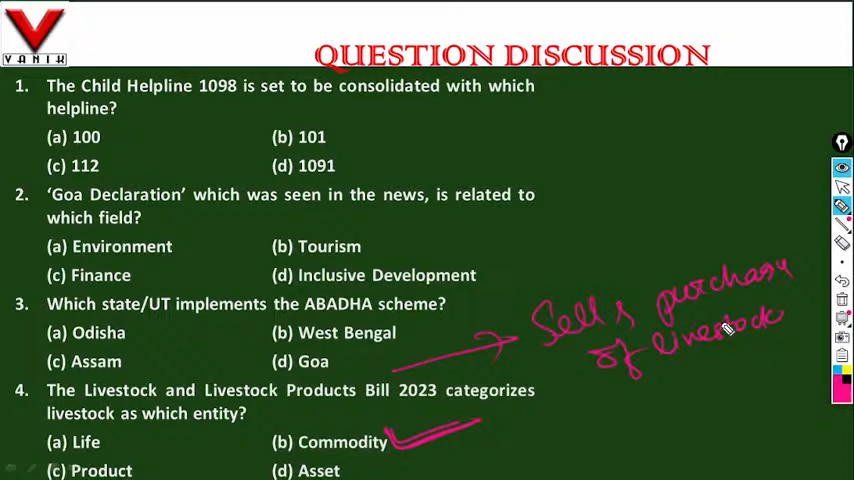 VANIK
QUESTION DISCUSSION
1. The Child Helpline 1098 is set to be consolidated with which
helpline?
(a) 100 (b) 101
(c) 112 (d) 1091
2. ‘Goa Declaration’ which was seen in the news, is related to
which field?
(a) Environment (b) Tourism
(c) Finance (d) Inclusive Development
3. Which state/UT implements the ABADHA scheme?
(a) Odisha (b) West Bengal
(c) Assam (d) Goa
4. The Livestock and Livestock Products Bill 2023 categorizes
livestock as which entity?
(a) Life (b) Commodity
(c) Product (d) Asset
Sell & purchase
of livestock